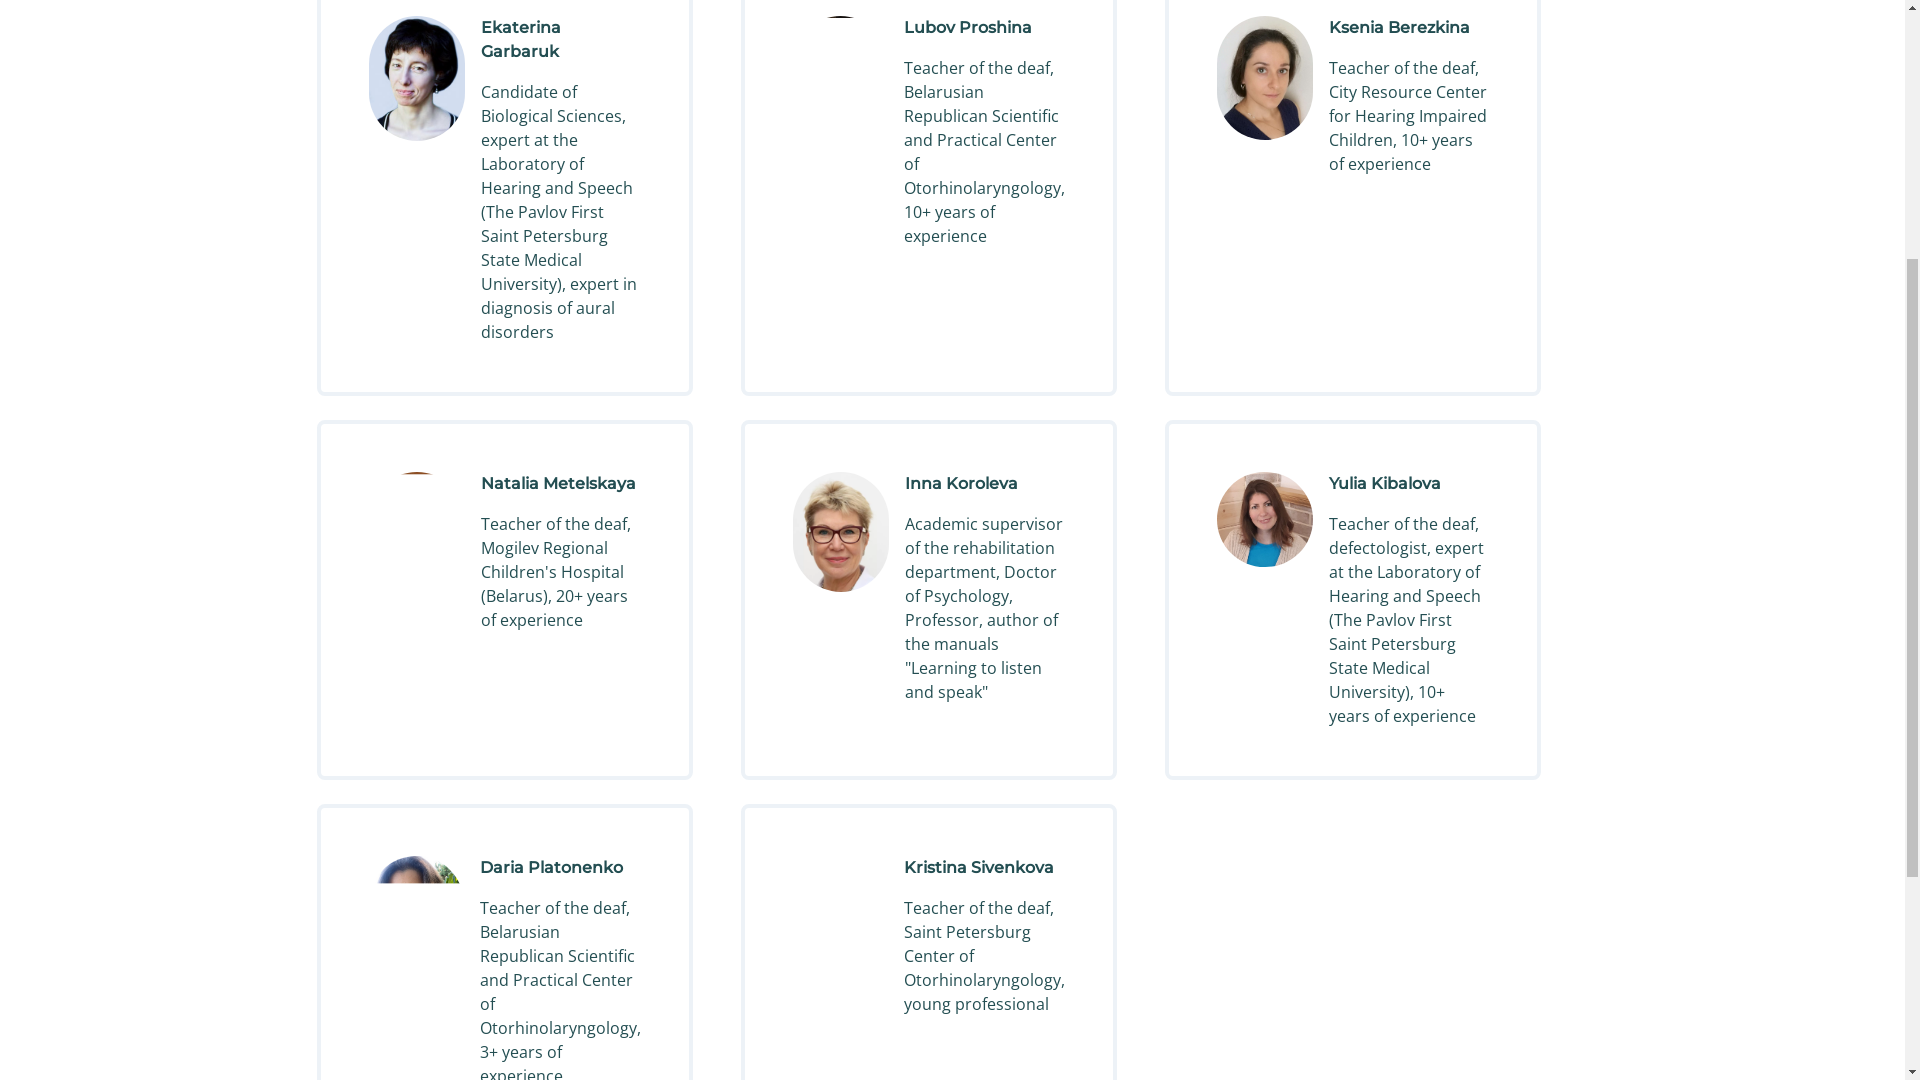 Ekaterina
Garbaruk
Candidate of
Biological Sciences,
expert at the
Laboratory of
Hearing and Speech
(The Pavlov First
Saint Petersburg
State Medical
University), expert in
diagnosis of aural
disorders
Lubov Proshina
Teacher of the deaf,
Belarusian
Republican Scientific
and Practical Center
of
Otorhinolaryngology,
10+ years of
experience
Ksenia Berezkina
Teacher of the deaf,
City Resource Center
for Hearing Impaired
Children, 10+ years
of experience
Natalia Metelskaya
Teacher of the deaf,
Mogilev Regional
Children's Hospital
(Belarus), 20+ years
of experience
Inna Koroleva
Academic supervisor
of the rehabilitation
department, Doctor
of Psychology,
Professor, author of
the manuals
"Learning to listen
and speak"
Yulia Kibalova
Teacher of the deaf,
defectologist, expert
at the Laboratory of
Hearing and Speech
(The Pavlov First
Saint Petersburg
State Medical
University), 10+
years of experience
Daria Platonenko
Teacher of the deaf,
Belarusian
Republican Scientific
and Practical Center
of
Otorhinolaryngology,
3+ years of
experience
Kristina Sivenkova
Teacher of the deaf,
Saint Petersburg
Center of
Otorhinolaryngology,
young professional